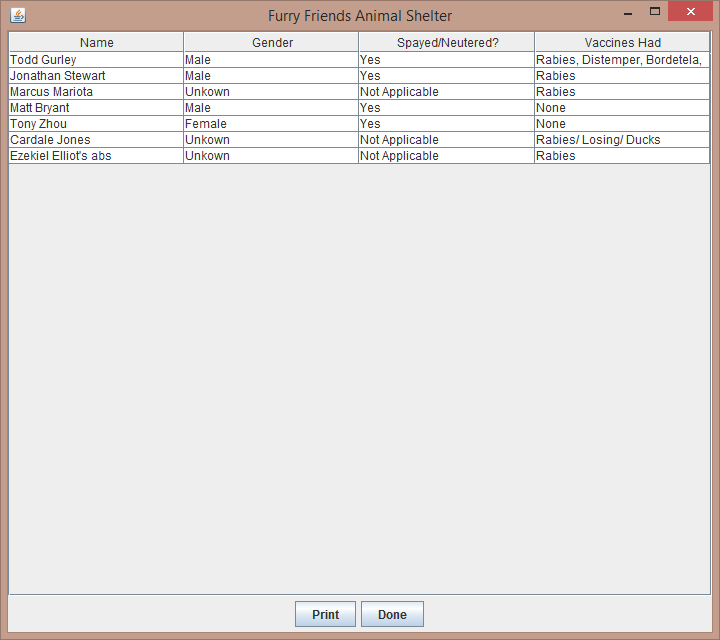 Furry Friends Animal Shelter
Name Gender Spayed/Neutered? Vaccines Had
Todd Gurley Male Yes Rabies, Distemper, Bordetela,
Jonathan Stewart Male Yes Rabies
Marcus Mariota Unkown Not Applicable Rabies
Matt Bryant Male Yes None
Tony Zhou Female Yes None
Cardale Jones Unkown Not Applicable Rabies/ Losing/ Ducks
Ezekiel Elliot's abs Unkown Not Applicable Rabies
Print Done